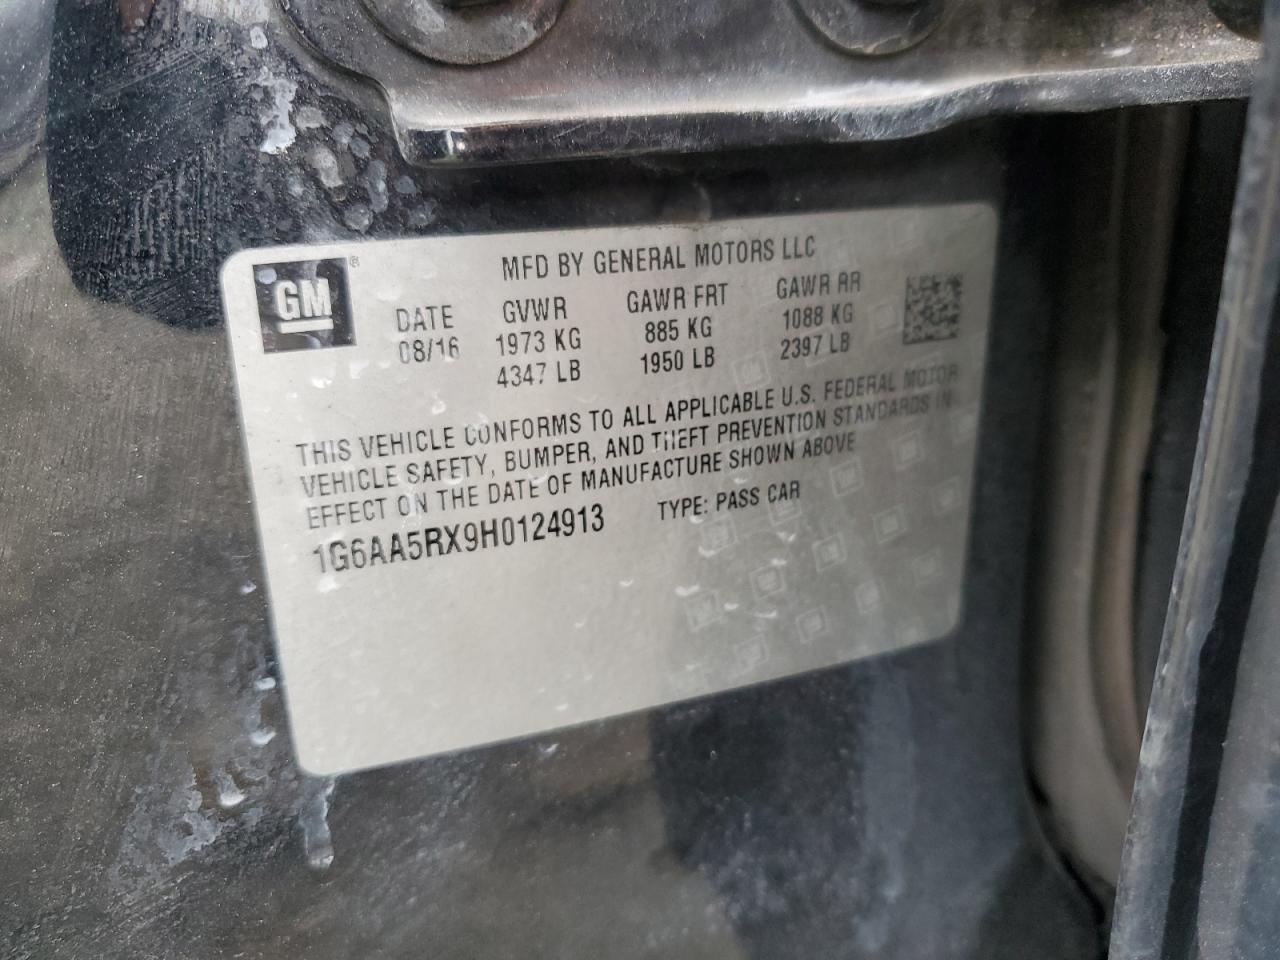 GM ®
MFD BY GENERAL MOTORS LLC
DATE GVWR GAWR FRT GAWR RR
08/16 1973 KG 885 KG 1088 KG
4347 LB 1950 LB 2397 LB
THIS VEHICLE CONFORMS TO ALL APPLICABLE U.S. FEDERAL MOTOR
VEHICLE SAFETY, BUMPER, AND THEFT PREVENTION STANDARDS IN
EFFECT ON THE DATE OF MANUFACTURE SHOWN ABOVE
1G6AA5RX9H0124913 TYPE: PASS CAR